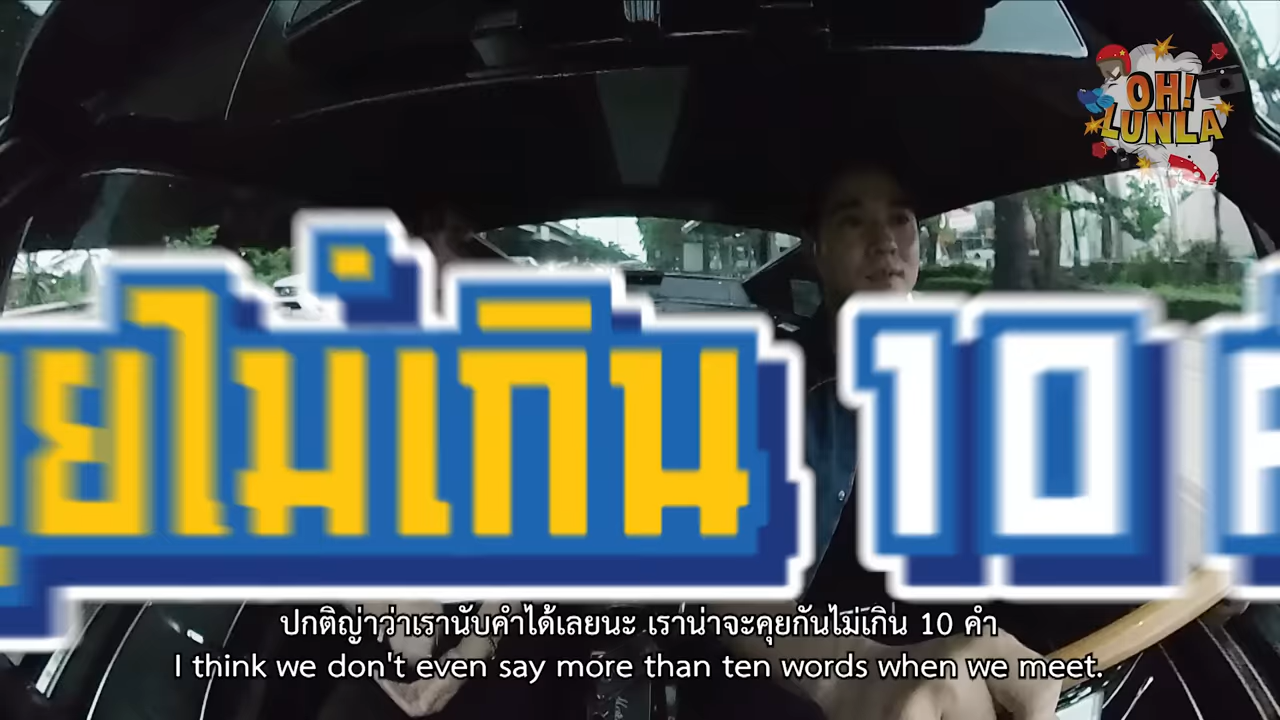 OH!
LUNLA
ุยไม่เกิน 10 ค
ปกติญ่าว่าเรานับคำได้เลยนะ เราน่าจะคุยกันไม่เกิน 10 คำ
I think we don't even say more than ten words when we meet.